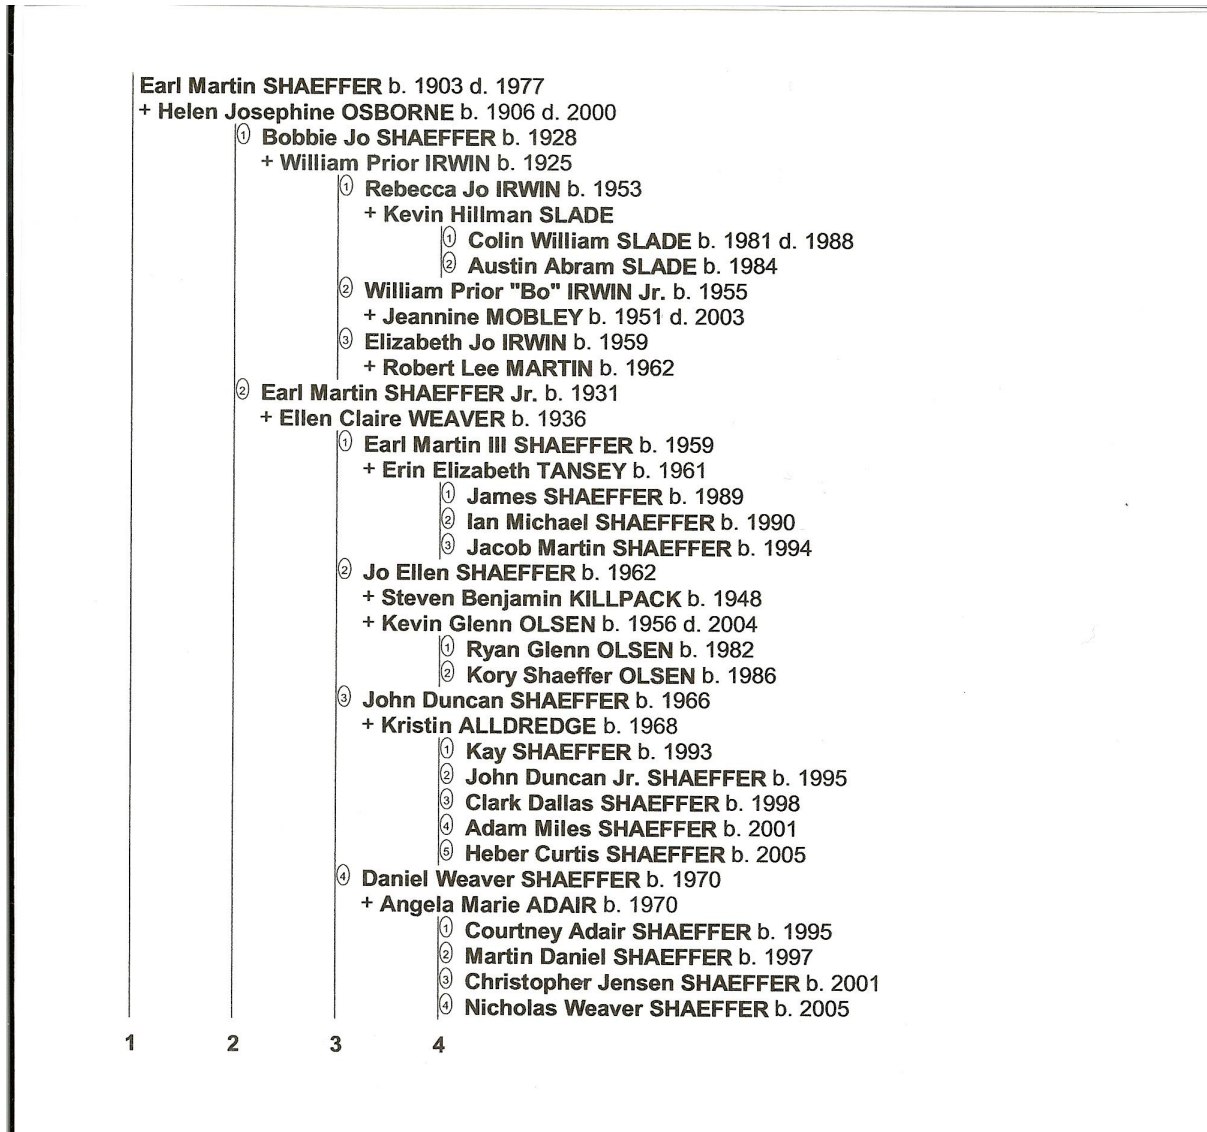 Earl Martin SHAEFFER b. 1903 d. 1977
+ Helen Josephine OSBORNE b. 1906 d. 2000
1 Bobbie Jo SHAEFFER b. 1928
+ William Prior IRWIN b. 1925
1 Rebecca Jo IRWIN b. 1953
+ Kevin Hillman SLADE
1 Colin William SLADE b. 1981 d. 1988
2 Austin Abram SLADE b. 1984
2 William Prior "Bo" IRWIN Jr. b. 1955
+ Jeannine MOBLEY b. 1951 d. 2003
3 Elizabeth Jo IRWIN b. 1959
+ Robert Lee MARTIN b. 1962
2 Earl Martin SHAEFFER Jr. b. 1931
+ Ellen Claire WEAVER b. 1936
1 Earl Martin III SHAEFFER b. 1959
+ Erin Elizabeth TANSEY b. 1961
1 James SHAEFFER b. 1989
2 Ian Michael SHAEFFER b. 1990
3 Jacob Martin SHAEFFER b. 1994
2 Jo Ellen SHAEFFER b. 1962
+ Steven Benjamin KILLPACK b. 1948
+ Kevin Glenn OLSEN b. 1956 d. 2004
1 Ryan Glenn OLSEN b. 1982
2 Kory Shaeffer OLSEN b. 1986
3 John Duncan SHAEFFER b. 1966
+ Kristin ALLDREDGE b. 1968
1 Kay SHAEFFER b. 1993
2 John Duncan Jr. SHAEFFER b. 1995
3 Clark Dallas SHAEFFER b. 1998
4 Adam Miles SHAEFFER b. 2001
5 Heber Curtis SHAEFFER b. 2005
4 Daniel Weaver SHAEFFER b. 1970
+ Angela Marie ADAIR b. 1970
1 Courtney Adair SHAEFFER b. 1995
2 Martin Daniel SHAEFFER b. 1997
3 Christopher Jensen SHAEFFER b. 2001
4 Nicholas Weaver SHAEFFER b. 2005
1 2 3 4